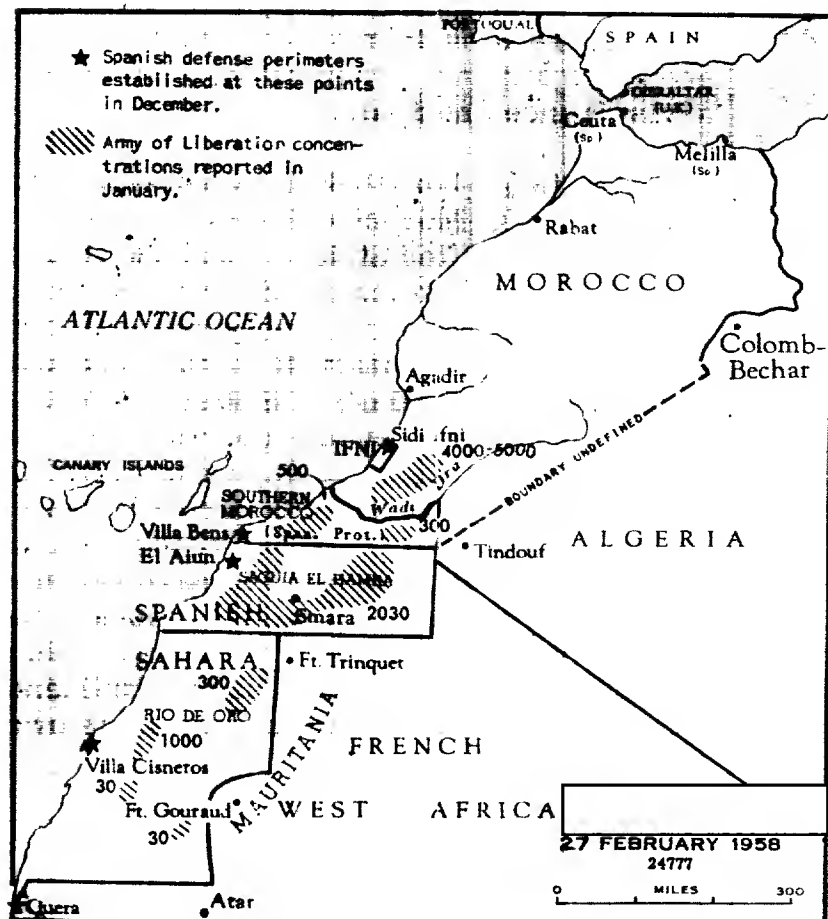 ★ Spanish defense perimeters
established at these points
in December.
Army of Liberation concen-
trations reported in
January.
PORTUGUAL
SPAIN
GIBRALTAR
(U.K.)
Ceuta
(Sp.)
Melilla
(Sp.)
Rabat
MOROCCO
ATLANTIC OCEAN
Colomb-
Bechar
Agadir
IFNI
Sidi Ifni
4000-5000
BOUNDARY UNDEFINED
CANARY ISLANDS
500
SOUTHERN
MOROCCO
(Span. Prot.)
Wadi
300
Villa Bens
El Aiun
Tindouf
ALGERIA
SAGUIA EL HAMRA
SPANISH
Smara
2030
SAHARA
300
Ft. Trinquet
RIO DE ORO
1000
Villa Cisneros
30
MAURITANIA
FRENCH
Ft. Gouraud
WEST AFRICA
30
27 FEBRUARY 1958
24777
0 MILES 300
Guera
Atar